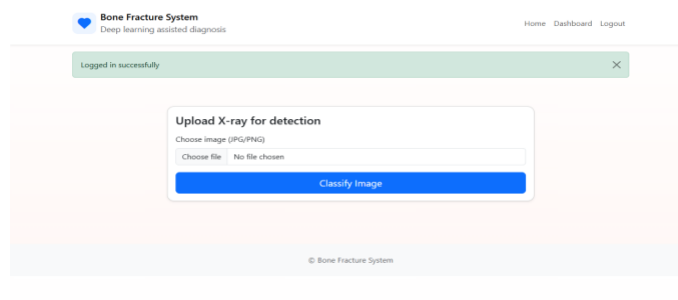 Bone Fracture System
Deep learning assisted diagnosis
Home Dashboard Logout
Logged in successfully
Upload X-ray for detection
Choose image (JPG/PNG)
Choose file No file chosen
Classify Image
© Bone Fracture System